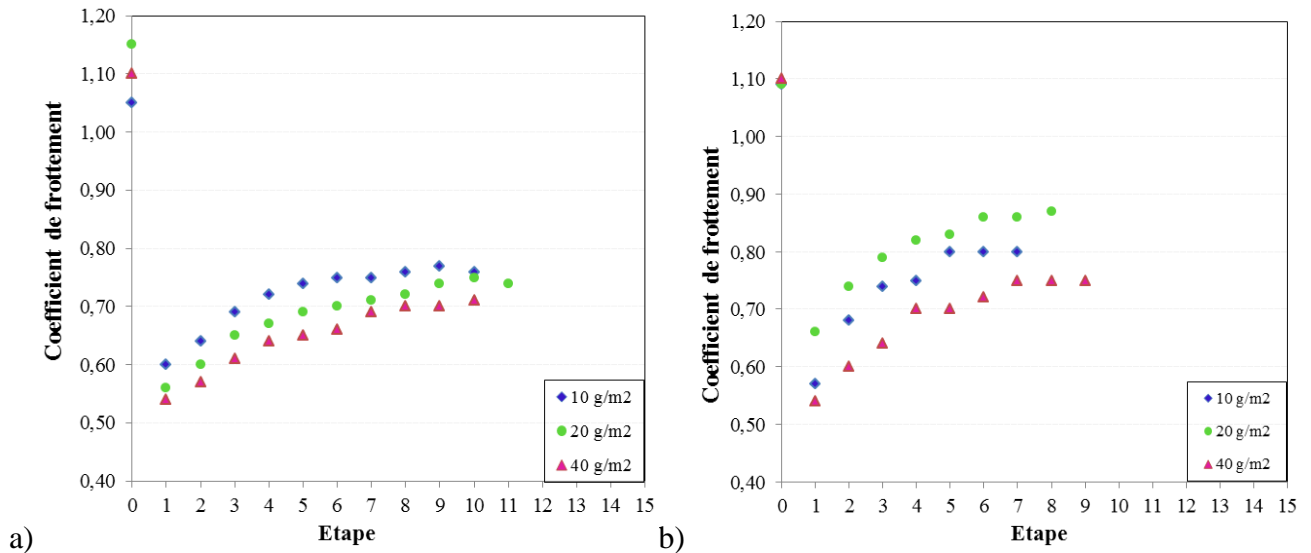 1,20
1,10
1,00
0,90
0,80
0,70
0,60
0,50
0,40
Coefficient de frottement
0 1 2 3 4 5 6 7 8 9 10 11 12 13 14 15
Etape
10 g/m2
20 g/m2
40 g/m2
a)
1,20
1,10
1,00
0,90
0,80
0,70
0,60
0,50
0,40
Coefficient de frottement
0 1 2 3 4 5 6 7 8 9 10 11 12 13 14 15
Etape
10 g/m2
20 g/m2
40 g/m2
b)